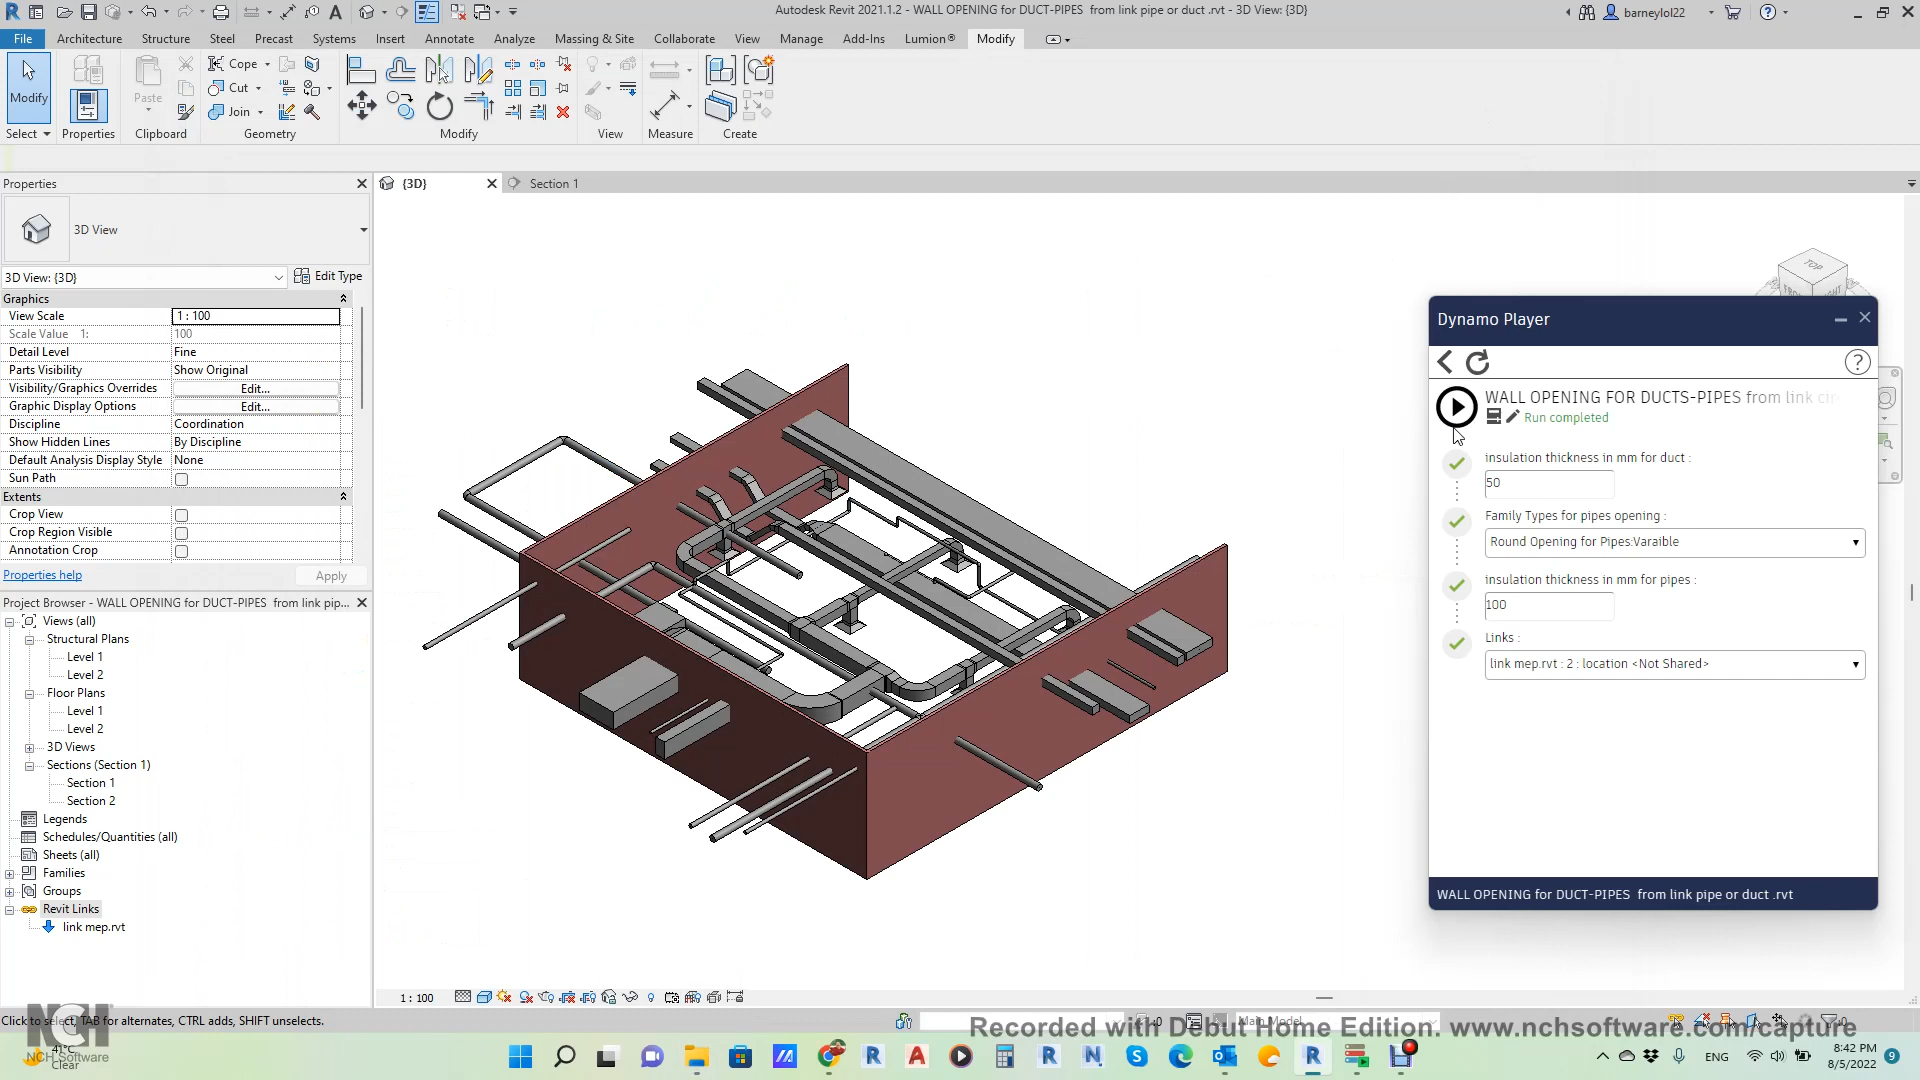 Autodesk Revit 2021.1.2 - WALL OPENING for DUCT-PIPES from link pipe or duct .rvt - 3D View: {3D}
barneylol22
File Architecture Structure Steel Precast Systems Insert Annotate Analyze Massing & Site Collaborate View Manage Add-Ins Lumion® Modify
Modify
Paste
Cope
Cut
Join
Select Properties Clipboard Geometry Modify View Measure Create
Properties
{3D}
Section 1
3D View
3D View: {3D}
Edit Type
Graphics
View Scale 1 : 100
Scale Value 1: 100
Detail Level Fine
Parts Visibility Show Original
Visibility/Graphics Overrides Edit...
Graphic Display Options Edit...
Discipline Coordination
Show Hidden Lines By Discipline
Default Analysis Display Style None
Sun Path
Extents
Crop View
Crop Region Visible
Annotation Crop
Properties help
Apply
Project Browser - WALL OPENING for DUCT-PIPES from link pip...
Views (all)
Structural Plans
Level 1
Level 2
Floor Plans
Level 1
Level 2
3D Views
Sections (Section 1)
Section 1
Section 2
Legends
Schedules/Quantities (all)
Sheets (all)
Families
Groups
Revit Links
link mep.rvt
TOP
Dynamo Player
WALL OPENING FOR DUCTS-PIPES from link
Run completed
insulation thickness in mm for duct :
50
Family Types for pipes opening :
Round Opening for Pipes:Varaible
insulation thickness in mm for pipes :
100
Links :
link mep.rvt : 2 : location <Not Shared>
WALL OPENING for DUCT-PIPES from link pipe or duct .rvt
1 : 100
Click to select, TAB for alternates, CTRL adds, SHIFT unselects.
Main Model
Recorded with Debut Home Edition. www.nchsoftware.com/capture
NCH
NCH Software
41°C
Clear
ENG
8:42 PM
8/5/2022
9